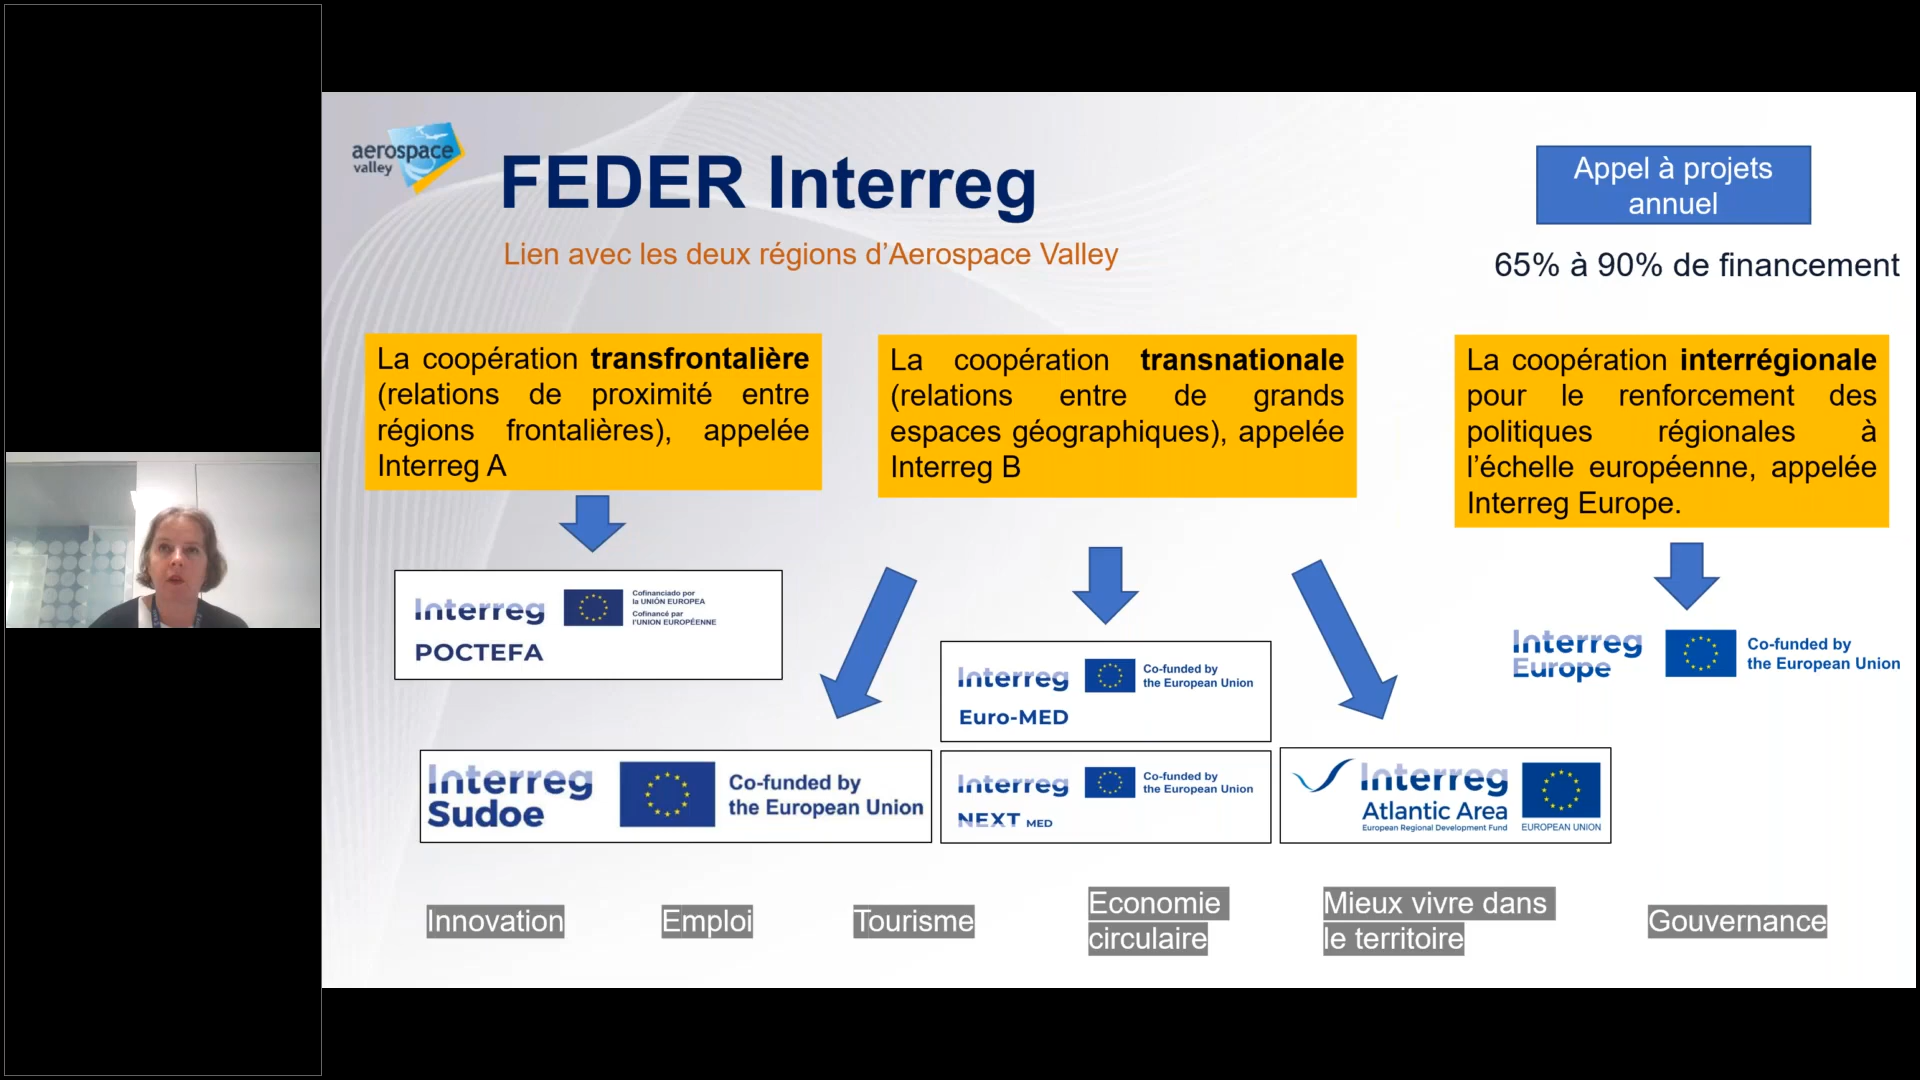 aerospace
valley
FEDER Interreg
Lien avec les deux régions d’Aerospace Valley
Appel à projets
annuel
65% à 90% de financement
La coopération transfrontalière
(relations de proximité entre
régions frontalières), appelée
Interreg A
La coopération transnationale
(relations entre de grands
espaces géographiques), appelée
Interreg B
La coopération interrégionale
pour le renforcement des
politiques régionales à
l’échelle européenne, appelée
Interreg Europe.
Interreg
POCTEFA
Cofinanciado por
la UNIÓN EUROPEA
Cofinancé par
l'UNION EUROPÉENNE
Interreg
Euro-MED
Co-funded by
the European Union
Interreg
Europe
Co-funded by
the European Union
Interreg
Sudoe
Co-funded by
the European Union
Interreg
NEXT MED
Co-funded by
the European Union
Interreg
Atlantic Area
European Regional Development Fund
EUROPEAN UNION
Innovation
Emploi
Tourisme
Economie
circulaire
Mieux vivre dans
le territoire
Gouvernance